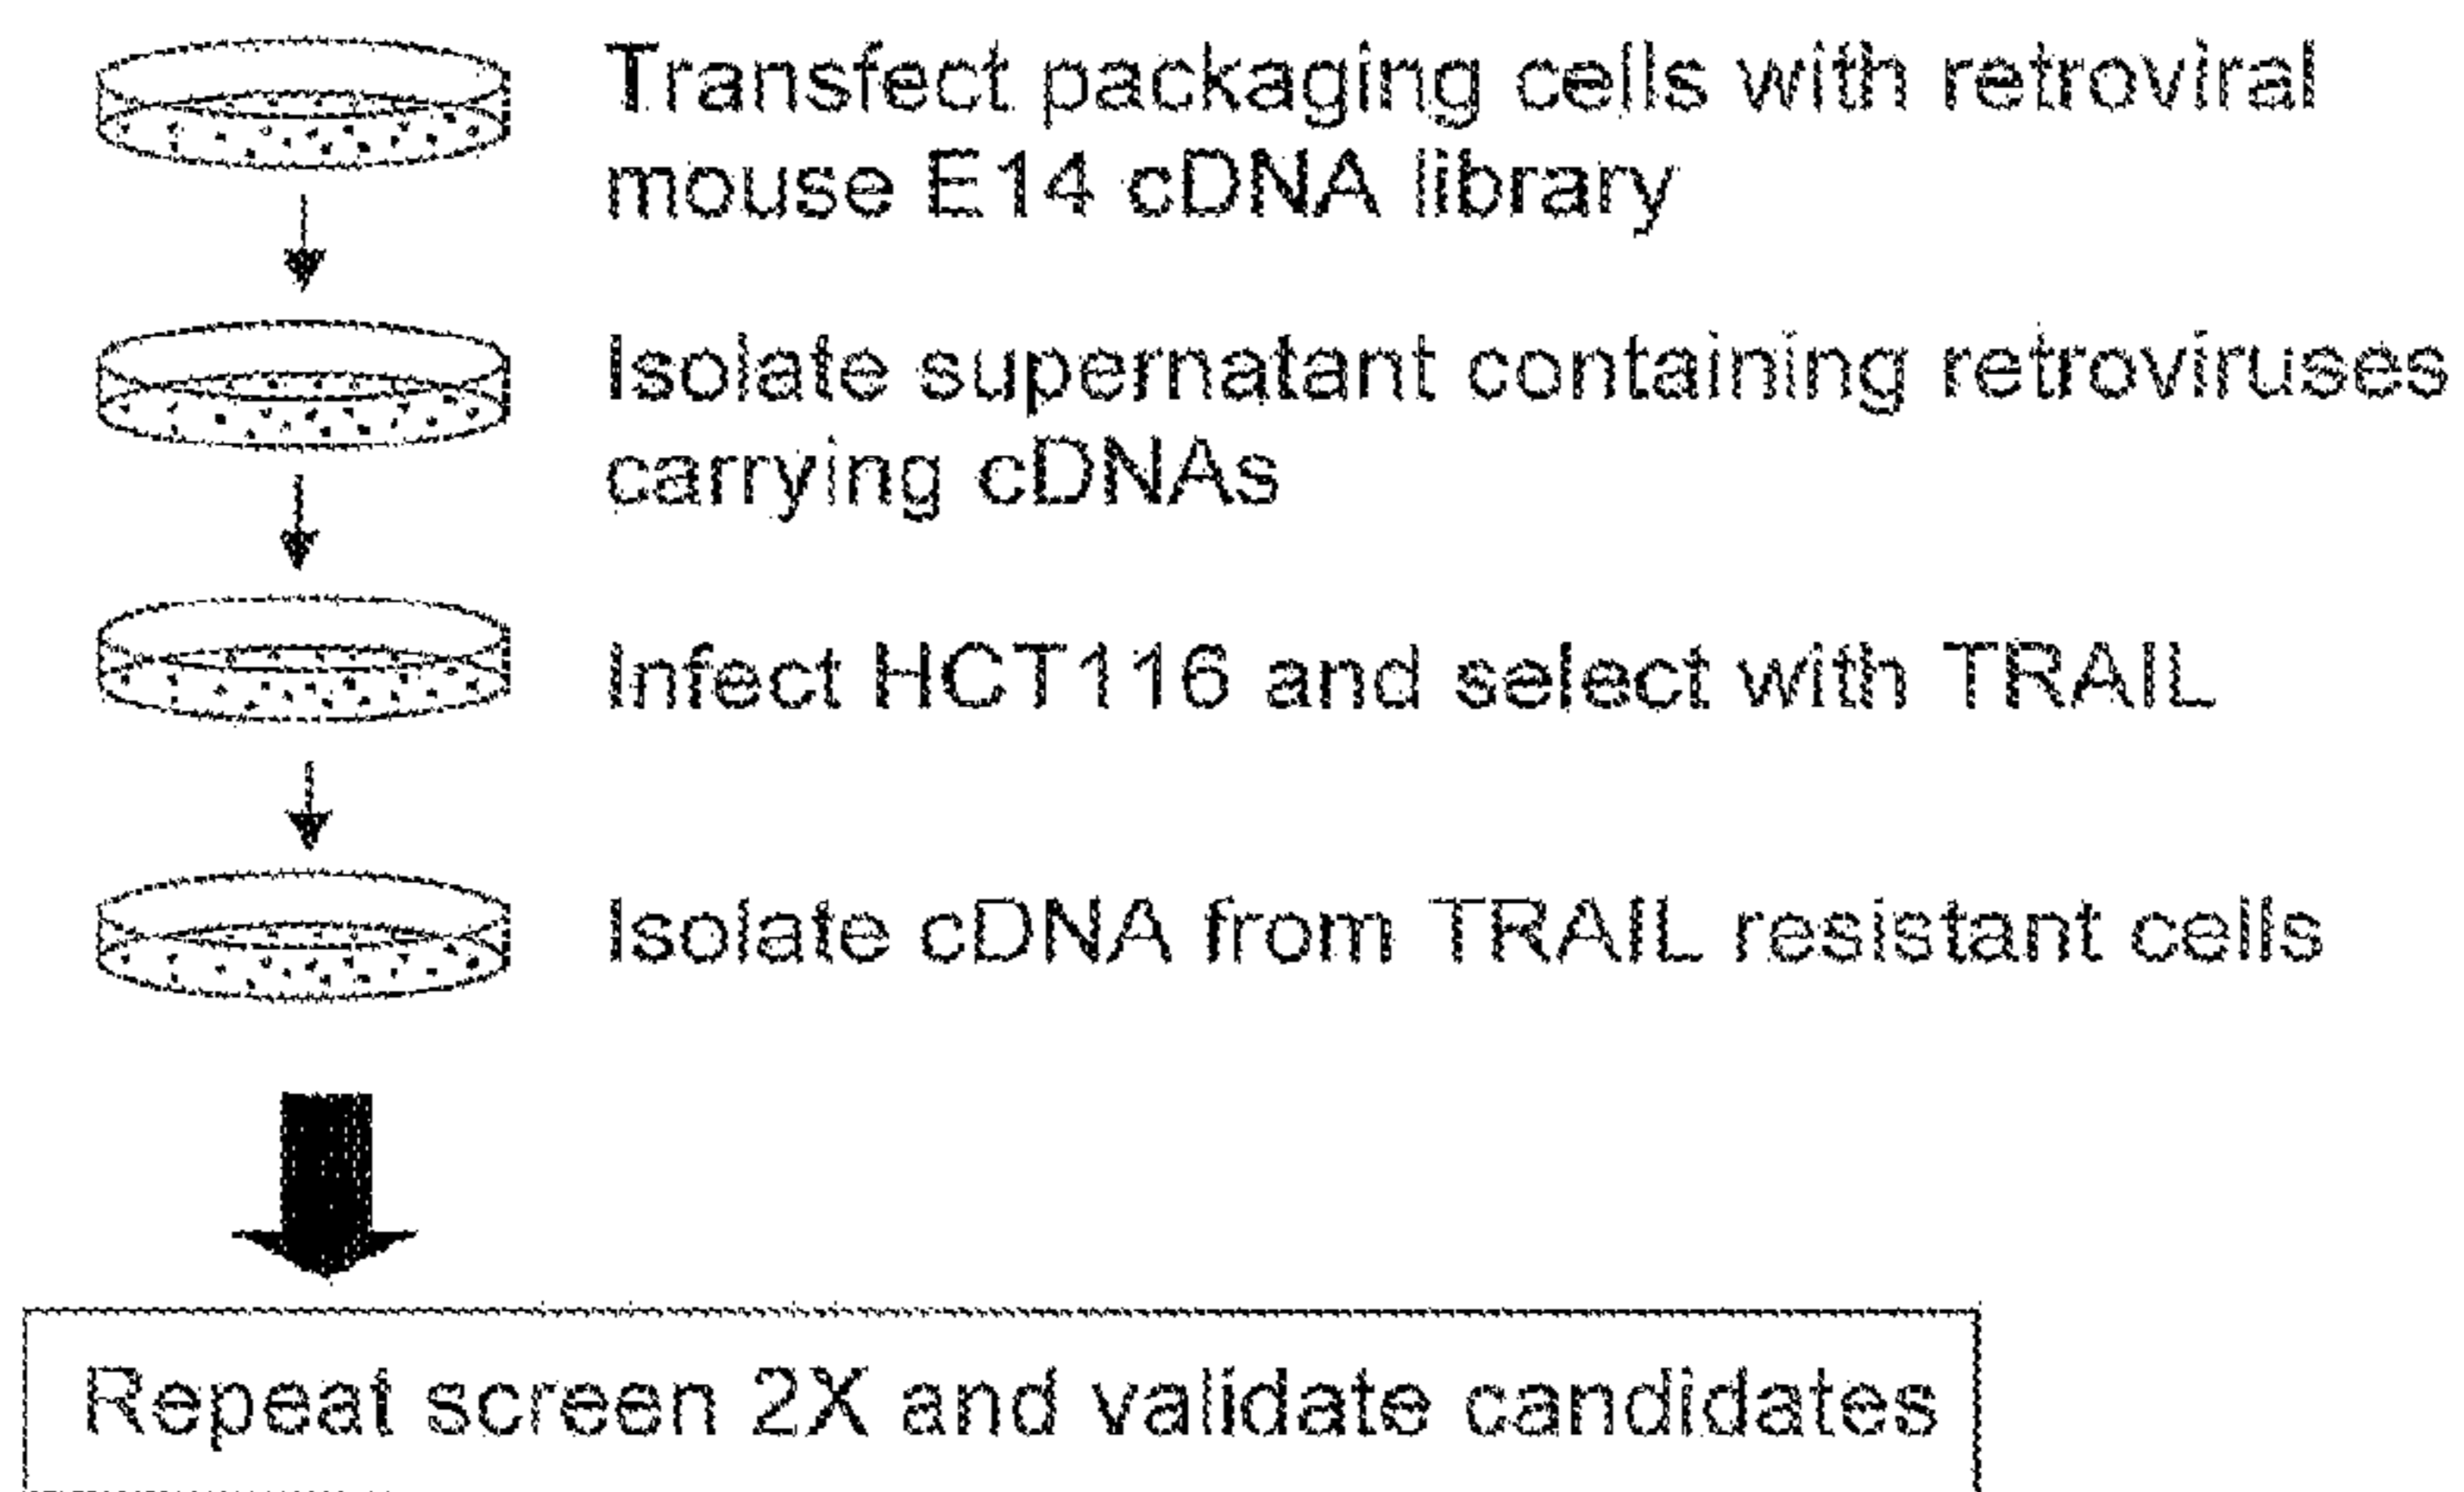 Transfect packaging cells with retroviral
mouse E14 cDNA library
Isolate supernatant containing retroviruses
carrying cDNAs
Infect HCT116 and select with TRAIL
Isolate cDNA from TRAIL resistant cells
Repeat screen 2X and validate candidates